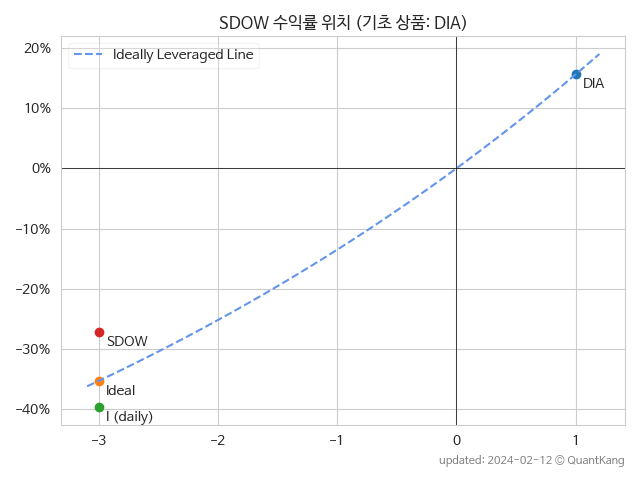 SDOW 수익률 위치 (기초 상품: DIA)
Ideally Leveraged Line
20%
10%
0%
−10%
−20%
−30%
−40%
DIA
SDOW
Ideal
I (daily)
−3
−2
−1
0
1
updated: 2024-02-12 © QuantKang